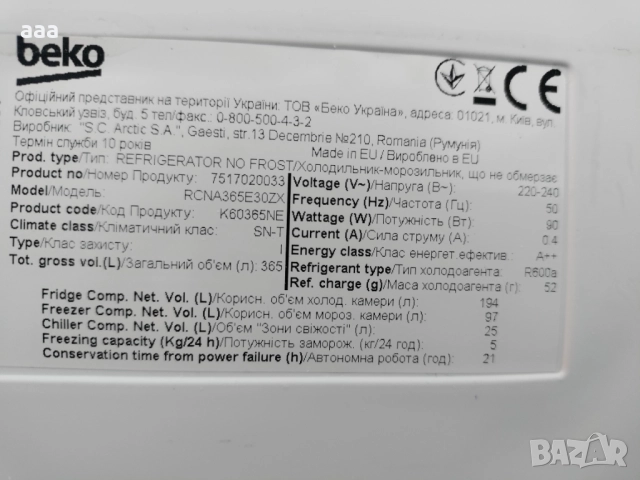 aaa
beko
CE
Офіційний представник на території України: ТОВ «Беко Україна», адреса: 01021, м. Київ, вул.
Кловський узвіз, буд. 5 тел/факс.: 0-800-500-4-3-2
Виробник: "S.C. Arctic S.A.", Gaesti, str.13 Decembrie №210, Romania (Румунія)
Термін служби 10 років
Made in EU / Вироблено в EU
Prod. type/Тип: REFRIGERATOR NO FROST/Холодильник-морозильник, що не обмерзає
Product no/Номер Продукту: 7517020033
Model/Модель: RCNA365E30ZX
Product code/Код Продукту: K60365NE
Climate class/Кліматичний клас: SN-T
Type/Клас захисту: I
Tot. gross vol.(L)/Загальний об'єм (л): 365
Voltage (V~)/Напруга (В~): 220-240
Frequency (Hz)/Частота (Гц): 50
Wattage (W)/Потужність (Вт): 90
Current (A)/Сила струму (А): 0.4
Energy class/Клас енергет.ефектив.: A++
Refrigerant type/Тип холодоагента: R600a
Ref. charge (g)/Маса холодоагента (г): 52
Fridge Comp. Net. Vol. (L)/Корисн. об'єм холод. камери (л): 194
Freezer Comp. Net. Vol. (L)/Корисн. об'єм мороз. камери (л): 97
Chiller Comp. Net. Vol. (L)/Об'єм "Зони свіжості" (л): 25
Freezing capacity (Kg/24 h)/Потужність заморож. (кг/24 год): 5
Conservation time from power failure (h)/Автономна робота (год): 21
BAZAR